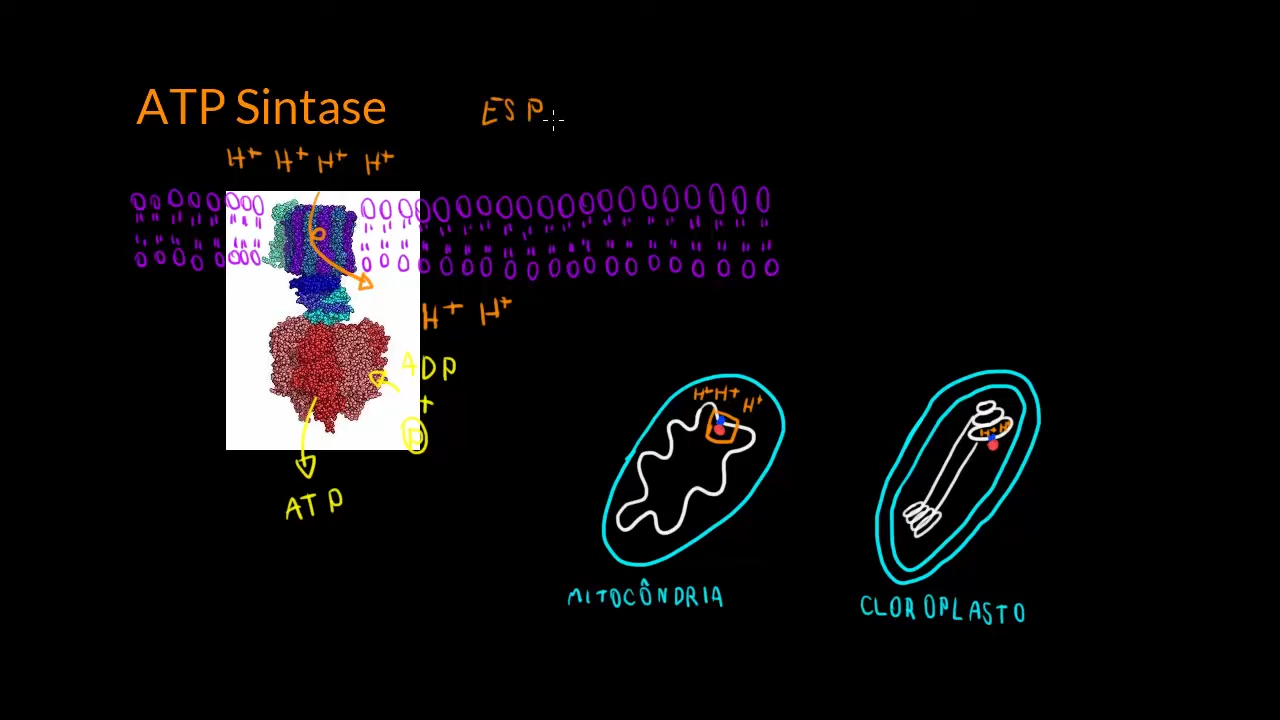 ATP Sintase ESP
H+ H+ H+ H+
H+ H+
ADP
+
P
ATP
H+ H+ H+
H+ H+
MITOCÔNDRIA
CLOROPLASTO